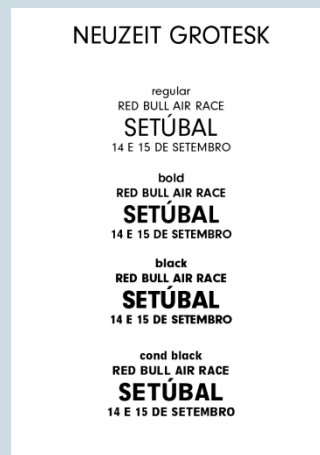 NEUZEIT GROTESK
regular
RED BULL AIR RACE
SETÚBAL
14 E 15 DE SETEMBRO
bold
RED BULL AIR RACE
SETÚBAL
14 E 15 DE SETEMBRO
black
RED BULL AIR RACE
SETÚBAL
14 E 15 DE SETEMBRO
cond black
RED BULL AIR RACE
SETÚBAL
14 E 15 DE SETEMBRO